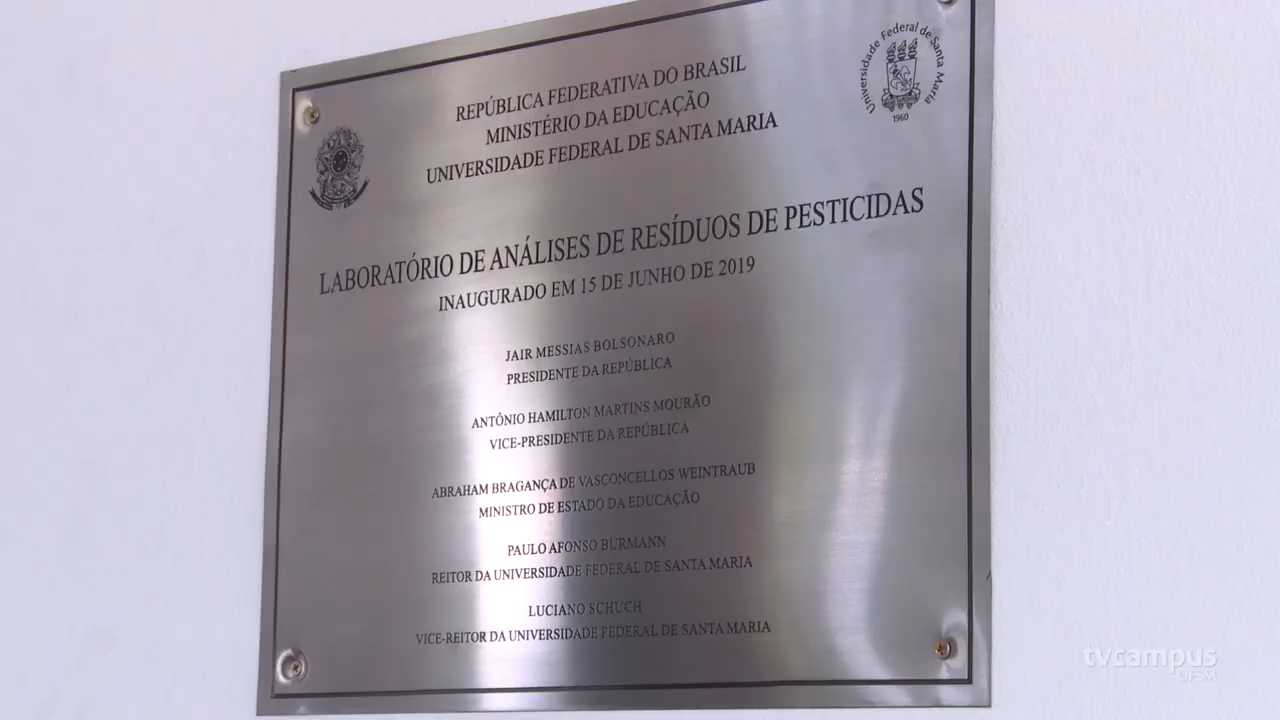 REPÚBLICA FEDERATIVA DO BRASIL
MINISTÉRIO DA EDUCAÇÃO
UNIVERSIDADE FEDERAL DE SANTA MARIA
Universidade Federal de Santa Maria
1960
LABORATÓRIO DE ANÁLISES DE RESÍDUOS DE PESTICIDAS
INAUGURADO EM 15 DE JUNHO DE 2019
JAIR MESSIAS BOLSONARO
PRESIDENTE DA REPÚBLICA
ANTÔNIO HAMILTON MARTINS MOURÃO
VICE-PRESIDENTE DA REPÚBLICA
ABRAHAM BRAGANÇA DE VASCONCELLOS WEINTRAUB
MINISTRO DE ESTADO DA EDUCAÇÃO
PAULO AFONSO BURMANN
REITOR DA UNIVERSIDADE FEDERAL DE SANTA MARIA
LUCIANO SCHUCH
VICE-REITOR DA UNIVERSIDADE FEDERAL DE SANTA MARIA
tvcampus
UFSM